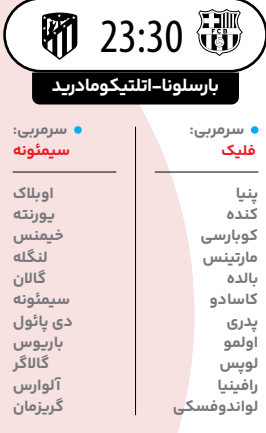 23:30
FCB
بارسلونا-اتلتیکومادرید
سرمربی:
فلیک
پنیا
کنده
کوبارسی
مارتینس
بالده
کاسادو
پدری
اولمو
لوپس
رافینیا
لواندوفسکی
سرمربی:
سیمئونه
اوبلاک
یورنته
خیمنس
لنگله
گالان
سیمئونه
دی پائول
باریوس
گالاگر
آلوارس
گریزمان